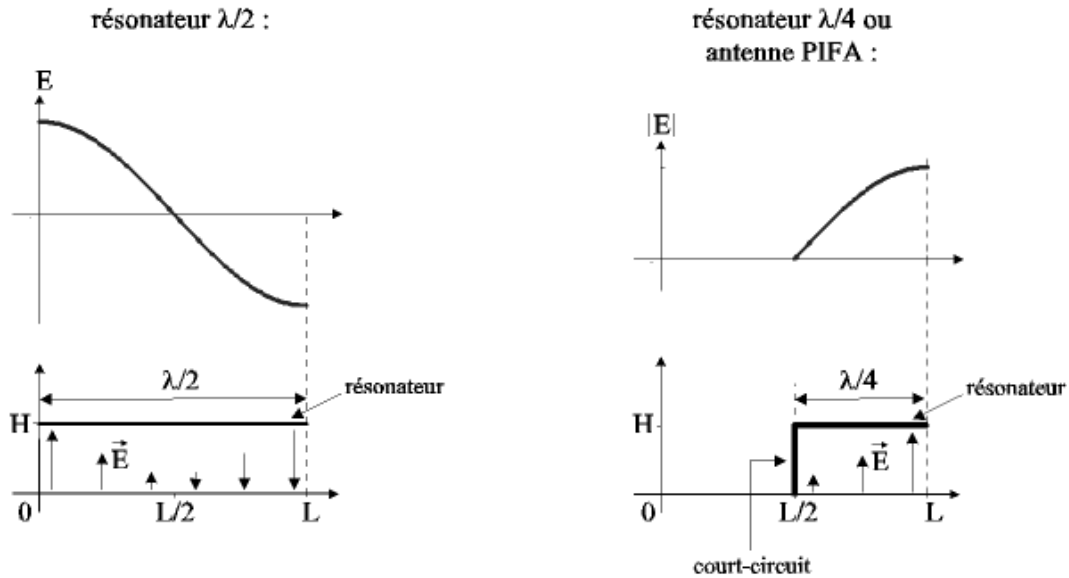 résonateur λ/2 :
E
λ/2
résonateur
H
E
0
L/2
L
résonateur λ/4 ou
antenne PIFA :
|E|
λ/4
résonateur
H
E
0
L/2
L
court-circuit